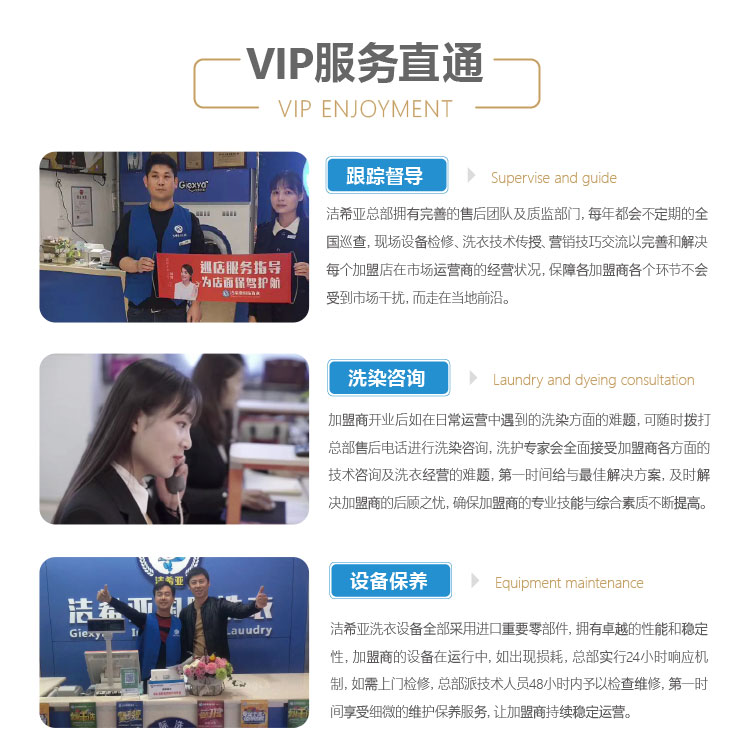 VIP服务直通
VIP ENJOYMENT
Giexya
巡店服务指导
为店面保驾护航
跟踪督导
Supervise and guide
洁希亚总部拥有完善的售后团队及质监部门, 每年都会不定期的全
国巡查, 现场设备检修、洗衣技术传授、营销技巧交流以完善和解决
每个加盟店在市场运营商的经营状况, 保障各加盟商各个环节不会
受到市场干扰, 而走在当地前沿。
洗染咨询
Laundry and dyeing consultation
加盟商开业后如在日常运营中遇到的洗染方面的难题, 可随时拨打
总部售后电话进行洗染咨询, 洗护专家会全面接受加盟商各方面的
技术咨询及洗衣经营的难题, 第一时间给与最佳解决方案, 及时解
决加盟商的后顾之忧, 确保加盟商的专业技能与综合素质不断提高。
洁希亚
洁希亚国际洗衣
Giexya
Lauudry
设备保养
Equipment maintenance
洁希亚洗衣设备全部采用进口重要零部件, 拥有卓越的性能和稳定
性, 加盟商的设备在运行中, 如出现损耗, 总部实行24小时响应机
制, 如需上门检修, 总部派技术人员48小时内予以检查维修, 第一时
间享受细微的维护保养服务, 让加盟商持续稳定运营。